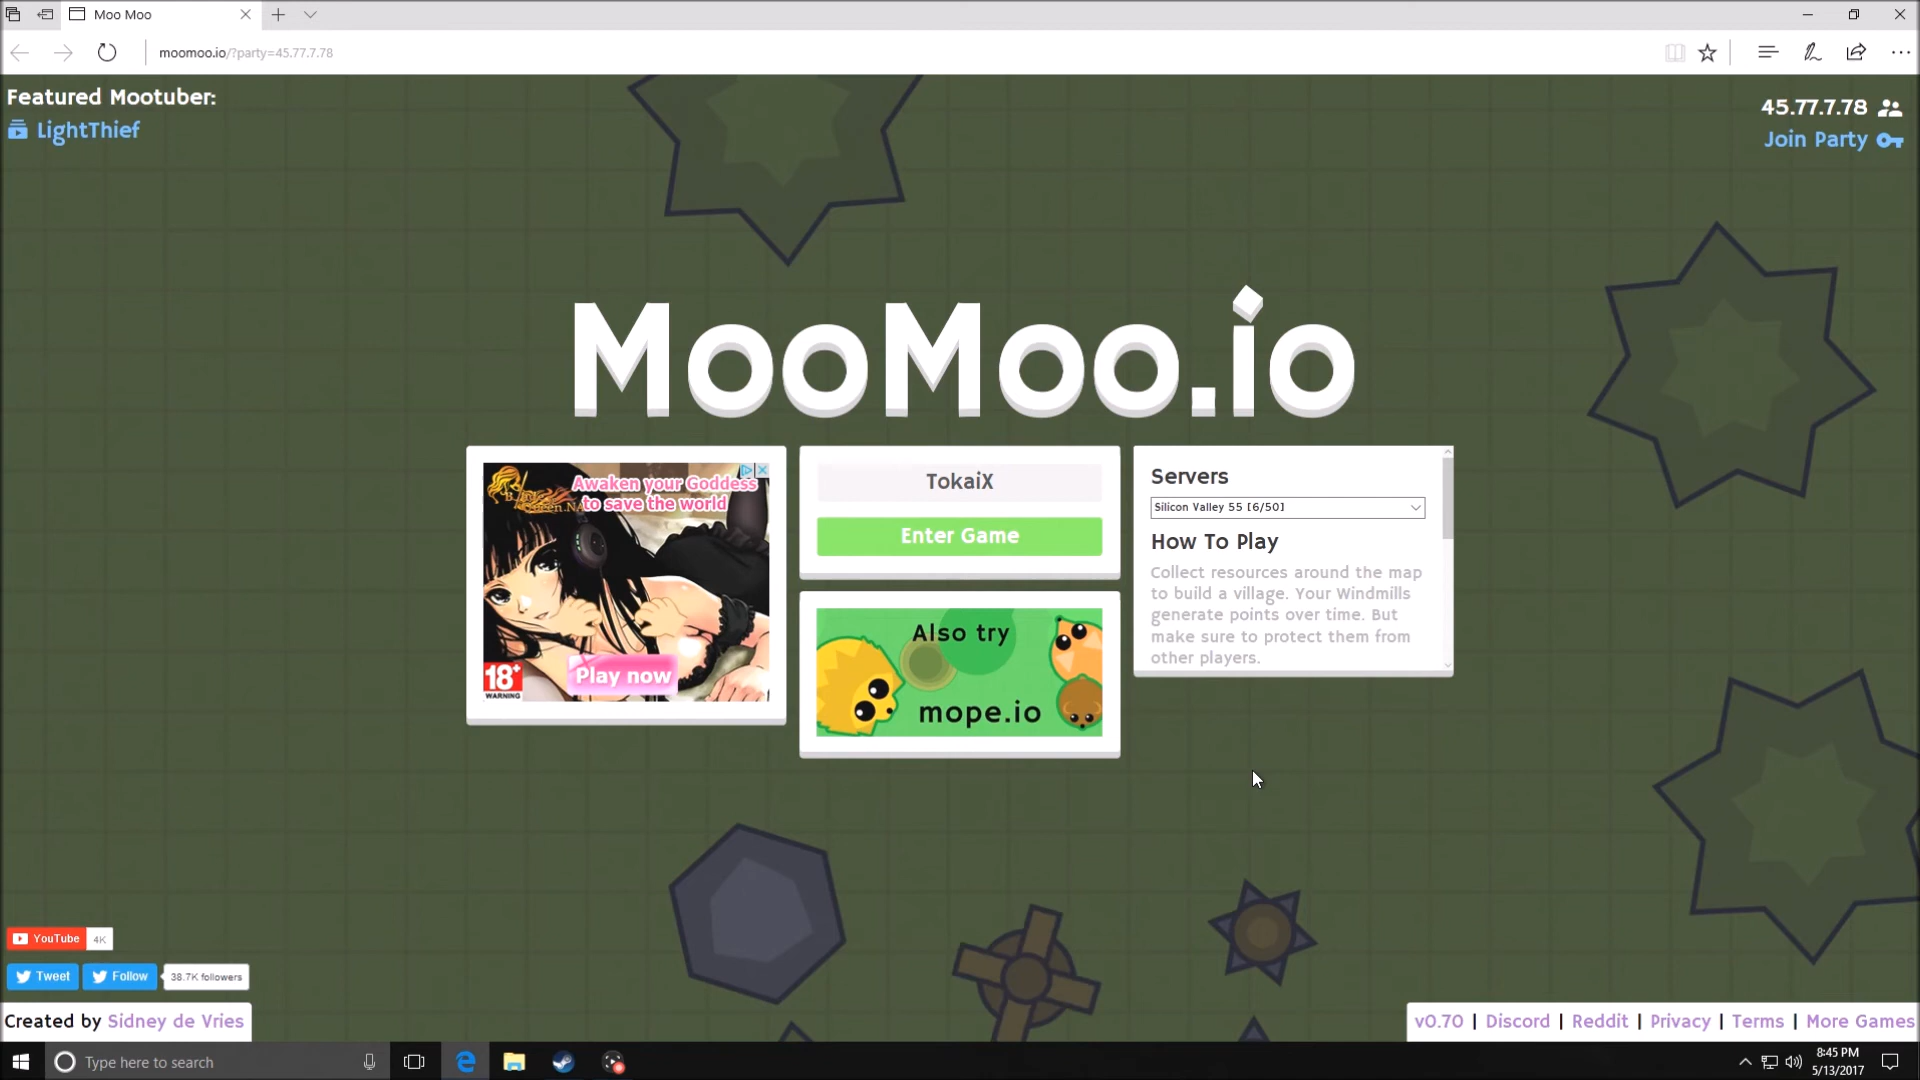 Moo Moo
moomoo.io/?party=45.77.7.78
Featured Mootuber:
LightThief
45.77.7.78
Join Party
MooMoo.io
Awaken your Goddess
to save the world
Queen.NA
18+
WARNING
Play now
TokaiX
Enter Game
Also try
mope.io
Servers
Silicon Valley 55 [6/50]
How To Play
Collect resources around the map
to build a village. Your Windmills
generate points over time. But
make sure to protect them from
other players.
YouTube 4K
Tweet Follow 38.7K followers
Created by Sidney de Vries
v0.70 | Discord | Reddit | Privacy | Terms | More Games
Type here to search
8:45 PM
5/13/2017